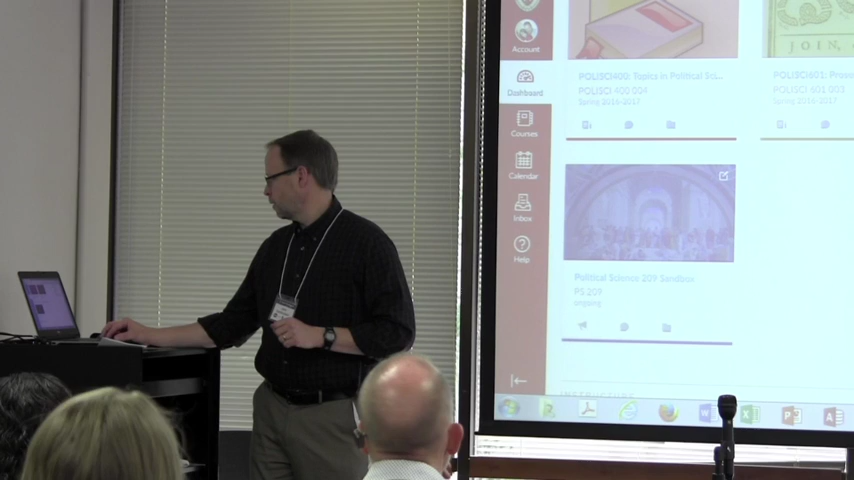 Account
Dashboard
Courses
Calendar
Inbox
Help
POLISCI400: Topics in Political Sci...
POLISCI 400 004
Spring 2016-2017
POLISCI601:
POLISCI 601 003
Spring 2016-2017
JOIN,
Political Science 209 Sandbox
PS 209
ongoing